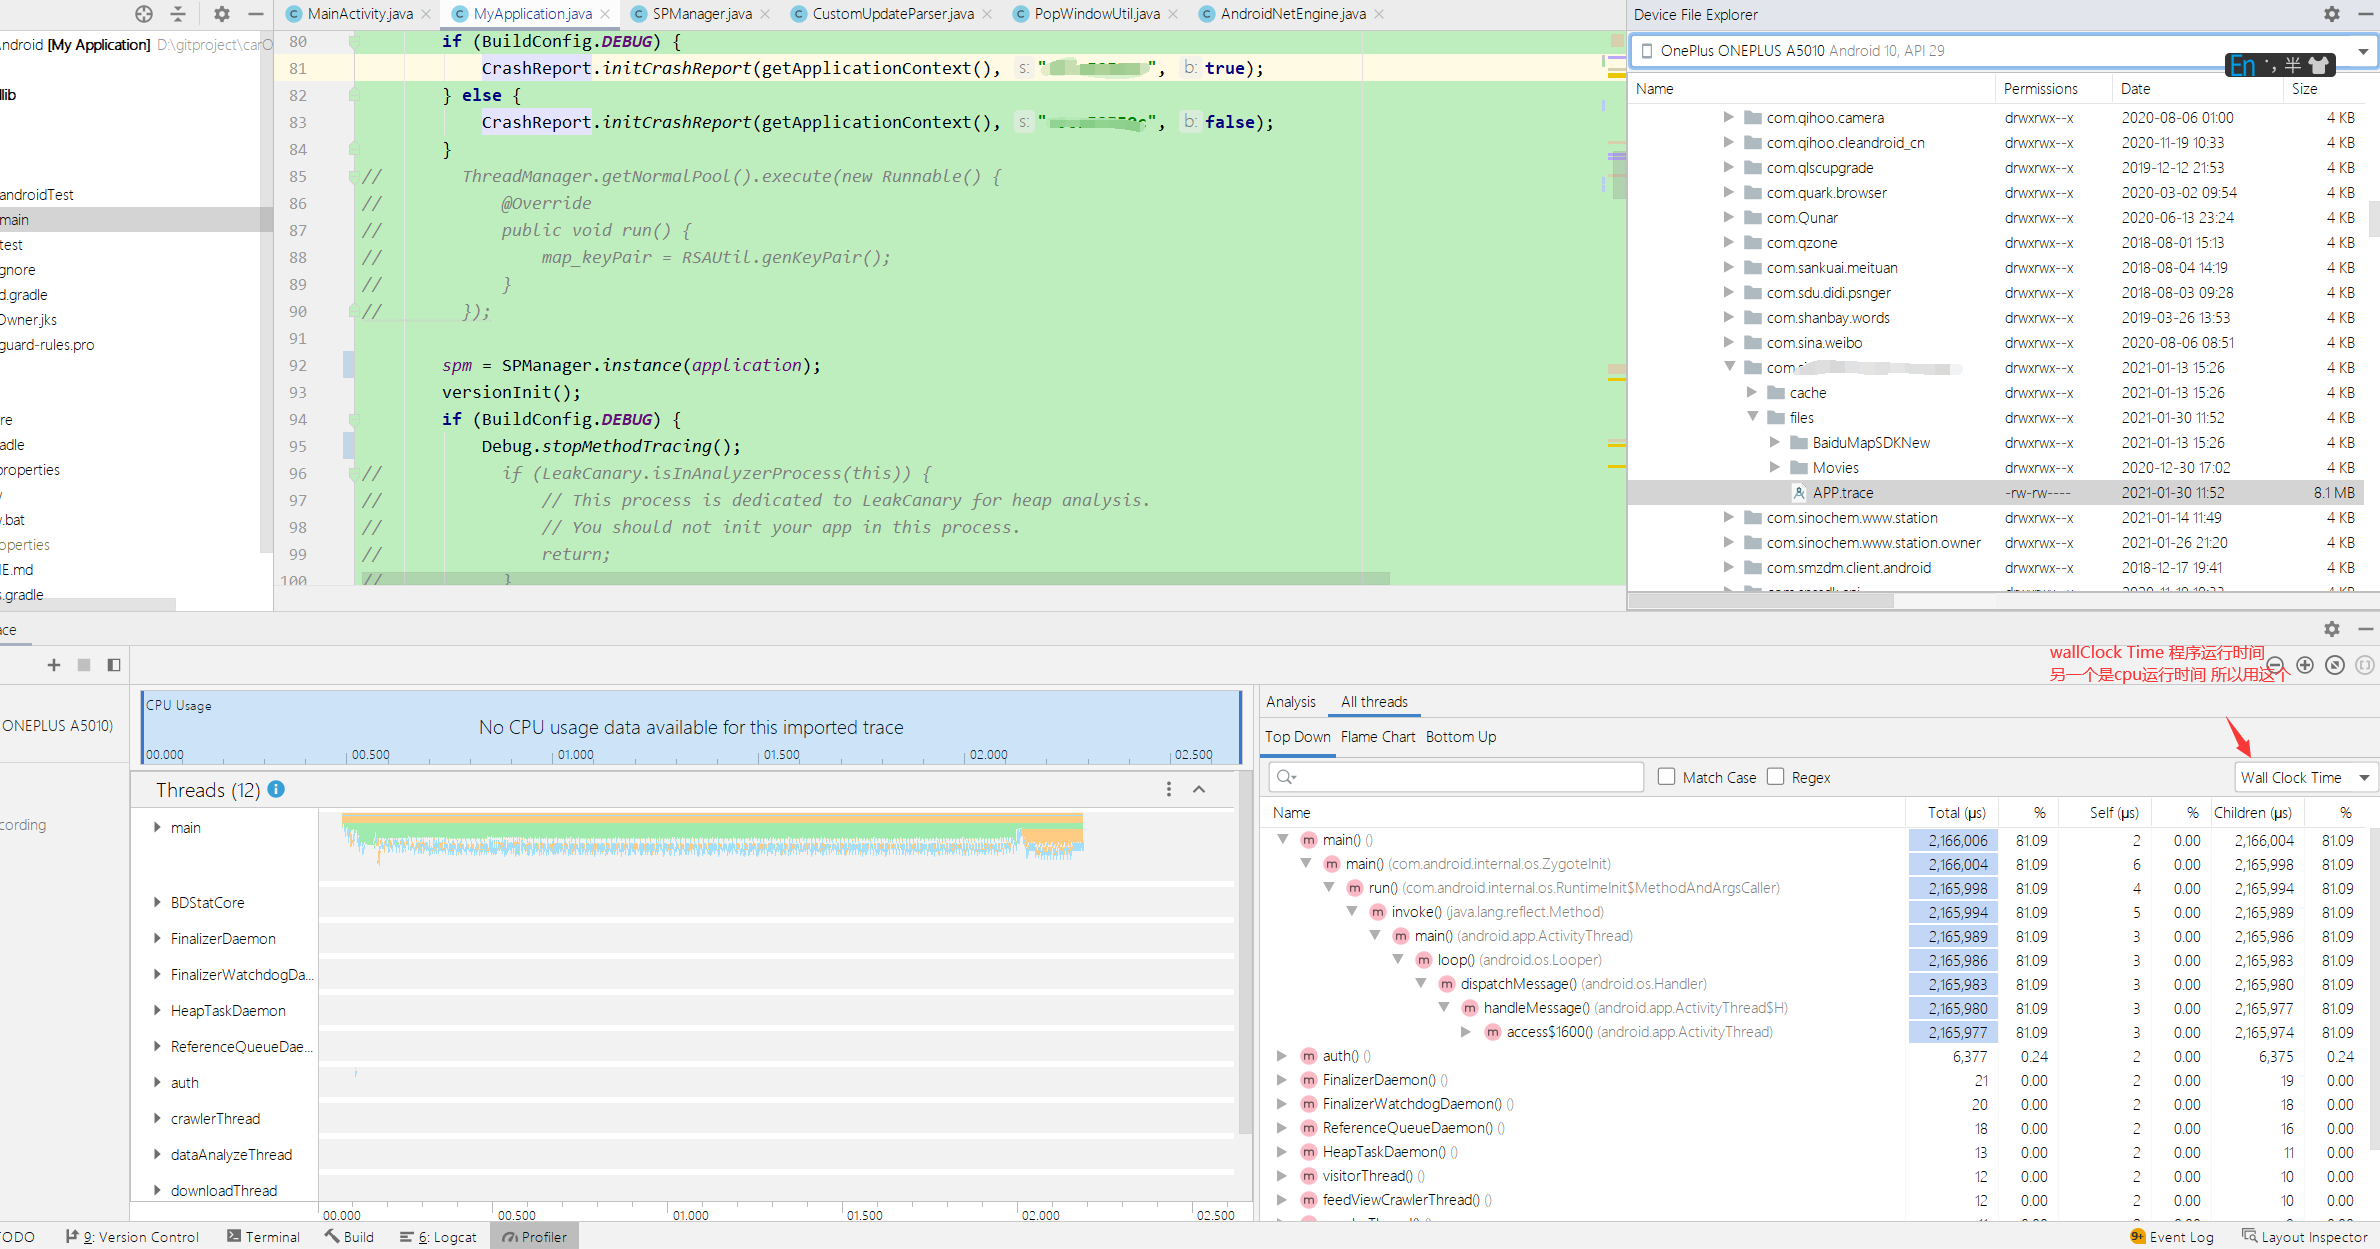 MainActivity.java
MyApplication.java
SPManager.java
CustomUpdateParser.java
PopWindowUtil.java
AndroidNetEngine.java
ndroid [My Application] D:\gitproject\carO
llib
androidTest
main
test
gnore
d.gradle
Owner.jks
guard-rules.pro
re
adle
properties
.bat
operties
E.md
s.gradle
80 if (BuildConfig.DEBUG) {
81 CrashReport.initCrashReport(getApplicationContext(), s: " ", b: true);
82 } else {
83 CrashReport.initCrashReport(getApplicationContext(), s: " ", b: false);
84 }
85 // ThreadManager.getNormalPool().execute(new Runnable() {
86 // @Override
87 // public void run() {
88 // map_keyPair = RSAUtil.genKeyPair();
89 // }
90 // });
91
92 spm = SPManager.instance(application);
93 versionInit();
94 if (BuildConfig.DEBUG) {
95 Debug.stopMethodTracing();
96 // if (LeakCanary.isInAnalyzerProcess(this)) {
97 // // This process is dedicated to LeakCanary for heap analysis.
98 // // You should not init your app in this process.
99 // return;
100 // }
Device File Explorer
OnePlus ONEPLUS A5010 Android 10, API 29
En 半
Name Permissions Date Size
com.qihoo.camera drwxrwx--x 2020-08-06 01:00 4 KB
com.qihoo.cleandroid_cn drwxrwx--x 2020-11-19 10:33 4 KB
com.qlscupgrade drwxrwx--x 2019-12-12 21:53 4 KB
com.quark.browser drwxrwx--x 2020-03-02 09:54 4 KB
com.Qunar drwxrwx--x 2020-06-13 23:24 4 KB
com.qzone drwxrwx--x 2018-08-01 15:13 4 KB
com.sankuai.meituan drwxrwx--x 2018-08-04 14:19 4 KB
com.sdu.didi.psnger drwxrwx--x 2018-08-03 09:28 4 KB
com.shanbay.words drwxrwx--x 2019-03-26 13:53 4 KB
com.sina.weibo drwxrwx--x 2020-08-06 08:51 4 KB
com.s drwxrwx--x 2021-01-13 15:26 4 KB
cache drwxrwx--x 2021-01-13 15:26 4 KB
files drwxrwx--x 2021-01-30 11:52 4 KB
BaiduMapSDKNew drwxrwx--x 2021-01-13 15:26 4 KB
Movies drwxrwx--x 2020-12-30 17:02 4 KB
APP.trace -rw-rw---- 2021-01-30 11:52 8.1 MB
com.sinochem.www.station drwxrwx--x 2021-01-14 11:49 4 KB
com.sinochem.www.station.owner drwxrwx--x 2021-01-26 21:20 4 KB
com.smzdm.client.android drwxrwx--x 2018-12-17 19:41 4 KB
ace
wallClock Time 程序运行时间
另一个是cpu运行时间 所以用这个
ONEPLUS A5010)
cording
CPU Usage
No CPU usage data available for this imported trace
00.000 00.500 01.000 01.500 02.000 02.500
Threads (12)
main
BDStatCore
FinalizerDaemon
FinalizerWatchdogDa...
HeapTaskDaemon
ReferenceQueueDae...
auth
crawlerThread
dataAnalyzeThread
downloadThread
00.000 00.500 01.000 01.500 02.000 02.500
Analysis All threads
Top Down Flame Chart Bottom Up
Match Case Regex Wall Clock Time
Name Total (μs) % Self (μs) % Children (μs) %
main() () 2,166,006 81.09 2 0.00 2,166,004 81.09
main() (com.android.internal.os.ZygoteInit) 2,166,004 81.09 6 0.00 2,165,998 81.09
run() (com.android.internal.os.RuntimeInit$MethodAndArgsCaller) 2,165,998 81.09 4 0.00 2,165,994 81.09
invoke() (java.lang.reflect.Method) 2,165,994 81.09 5 0.00 2,165,989 81.09
main() (android.app.ActivityThread) 2,165,989 81.09 3 0.00 2,165,986 81.09
loop() (android.os.Looper) 2,165,986 81.09 3 0.00 2,165,983 81.09
dispatchMessage() (android.os.Handler) 2,165,983 81.09 3 0.00 2,165,980 81.09
handleMessage() (android.app.ActivityThread$H) 2,165,980 81.09 3 0.00 2,165,977 81.09
access$1600() (android.app.ActivityThread) 2,165,977 81.09 3 0.00 2,165,974 81.09
auth() () 6,377 0.24 2 0.00 6,375 0.24
FinalizerDaemon() () 21 0.00 2 0.00 19 0.00
FinalizerWatchdogDaemon() () 20 0.00 2 0.00 18 0.00
ReferenceQueueDaemon() () 18 0.00 2 0.00 16 0.00
HeapTaskDaemon() () 13 0.00 2 0.00 11 0.00
visitorThread() () 12 0.00 2 0.00 10 0.00
feedViewCrawlerThread() () 12 0.00 2 0.00 10 0.00
TODO 9: Version Control Terminal Build 6: Logcat Profiler 9+ Event Log Layout Inspector